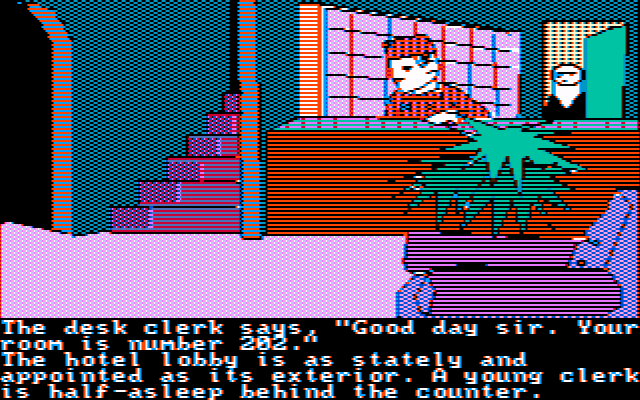 The desk clerk says, "Good day sir. Your
room is number 202."
The hotel lobby is as stately and
appointed as its exterior. A young clerk
is half-asleep behind the counter.